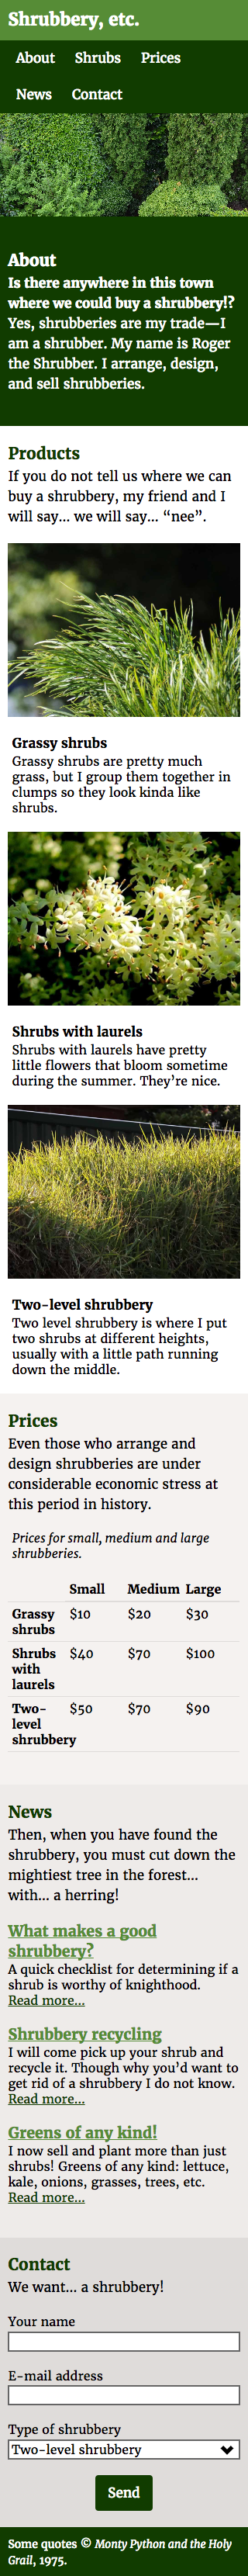 Shrubbery, etc.
About Shrubs Prices
News Contact
About
Is there anywhere in this town
where we could buy a shrubbery!?
Yes, shrubberies are my trade—I
am a shrubber. My name is Roger
the Shrubber. I arrange, design,
and sell shrubberies.
Products
If you do not tell us where we can
buy a shrubbery, my friend and I
will say... we will say... “nee”.
Grassy shrubs
Grassy shrubs are pretty much
grass, but I group them together in
clumps so they look kinda like
shrubs.
Shrubs with laurels
Shrubs with laurels have pretty
little flowers that bloom sometime
during the summer. They’re nice.
Two-level shrubbery
Two level shrubbery is where I put
two shrubs at different heights,
usually with a little path running
down the middle.
Prices
Even those who arrange and
design shrubberies are under
considerable economic stress at
this period in history.
Prices for small, medium and large
shrubberies.
Small Medium Large
Grassy $10 $20 $30
shrubs
Shrubs $40 $70 $100
with
laurels
Two- $50 $70 $90
level
shrubbery
News
Then, when you have found the
shrubbery, you must cut down the
mightiest tree in the forest...
with... a herring!
What makes a good
shrubbery?
A quick checklist for determining if a
shrub is worthy of knighthood.
Read more...
Shrubbery recycling
I will come pick up your shrub and
recycle it. Though why you’d want to
get rid of a shrubbery I do not know.
Read more...
Greens of any kind!
I now sell and plant more than just
shrubs! Greens of any kind: lettuce,
kale, onions, grasses, trees, etc.
Read more...
Contact
We want... a shrubbery!
Your name
E-mail address
Type of shrubbery
Two-level shrubbery
Send
Some quotes © Monty Python and the Holy
Grail, 1975.